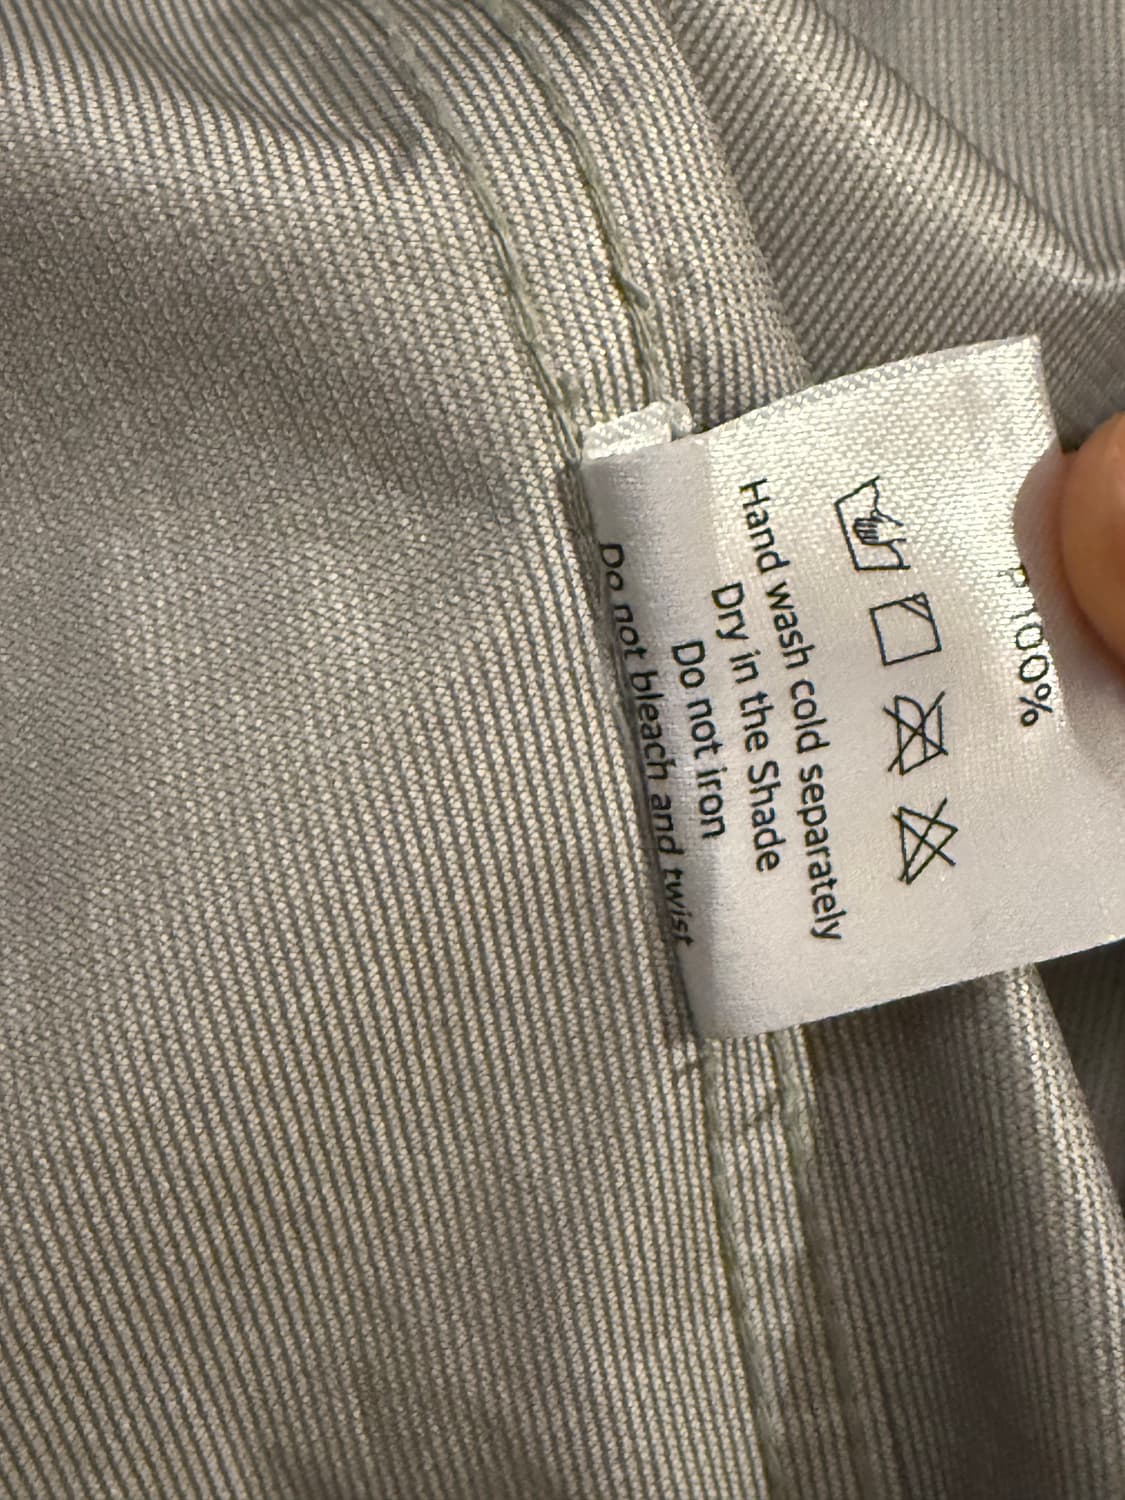 P 100%
Hand wash cold separately
Dry in the Shade
Do not iron
Do not bleach and twist